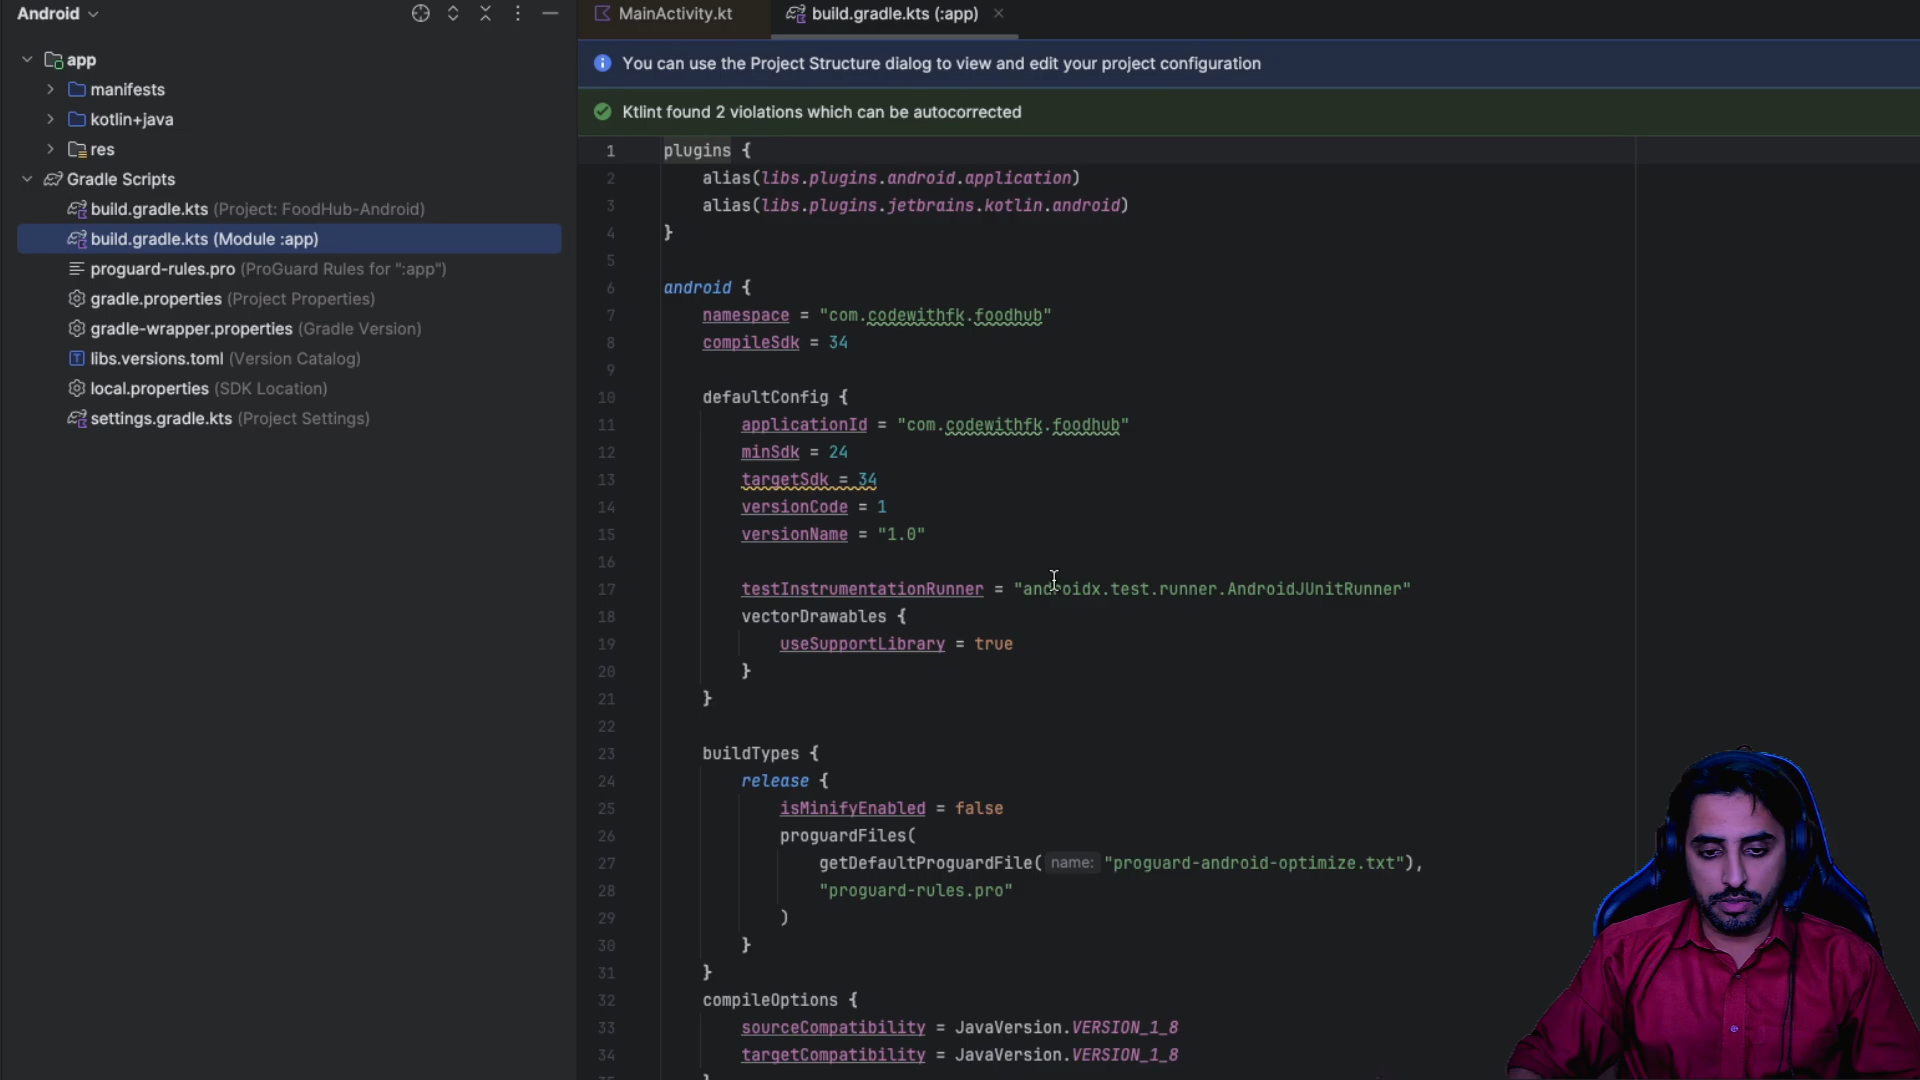 Android
app
manifests
kotlin+java
res
Gradle Scripts
build.gradle.kts (Project: FoodHub-Android)
build.gradle.kts (Module :app)
proguard-rules.pro (ProGuard Rules for ":app")
gradle.properties (Project Properties)
gradle-wrapper.properties (Gradle Version)
libs.versions.toml (Version Catalog)
local.properties (SDK Location)
settings.gradle.kts (Project Settings)
MainActivity.kt
build.gradle.kts (:app)
You can use the Project Structure dialog to view and edit your project configuration
Ktlint found 2 violations which can be autocorrected
1 plugins {
2 alias(libs.plugins.android.application)
3 alias(libs.plugins.jetbrains.kotlin.android)
4 }
5
6 android {
7 namespace = "com.codewithfk.foodhub"
8 compileSdk = 34
9
10 defaultConfig {
11 applicationId = "com.codewithfk.foodhub"
12 minSdk = 24
13 targetSdk = 34
14 versionCode = 1
15 versionName = "1.0"
16
17 testInstrumentationRunner = "androidx.test.runner.AndroidJUnitRunner"
18 vectorDrawables {
19 useSupportLibrary = true
20 }
21 }
22
23 buildTypes {
24 release {
25 isMinifyEnabled = false
26 proguardFiles(
27 getDefaultProguardFile( name: "proguard-android-optimize.txt"),
28 "proguard-rules.pro"
29 )
30 }
31 }
32 compileOptions {
33 sourceCompatibility = JavaVersion.VERSION_1_8
34 targetCompatibility = JavaVersion.VERSION_1_8